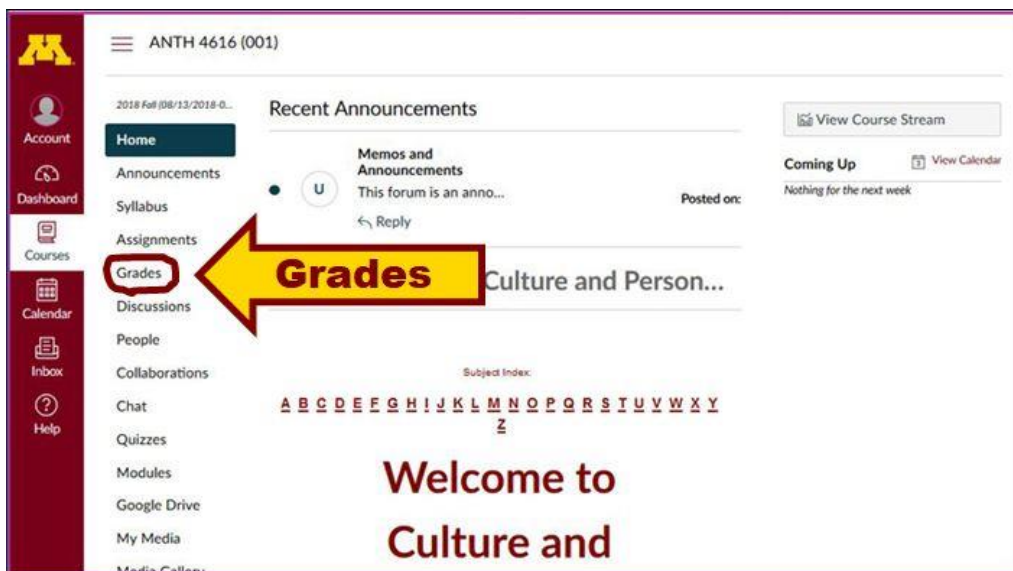 M
ANTH 4616 (001)
Account
Dashboard
Courses
Calendar
Inbox
Help
2018 Fall (08/13/2018-0...
Home
Announcements
Syllabus
Assignments
Grades
Discussions
People
Collaborations
Chat
Quizzes
Modules
Google Drive
My Media
Media Gallery
Recent Announcements
U
Memos and
Announcements
This forum is an anno...
Reply
Posted on:
Grades
Culture and Person...
Subject Index:
A B C D E F G H I J K L M N O P Q R S T U V W X Y
Z
Welcome to
Culture and
View Course Stream
Coming Up
View Calendar
Nothing for the next week